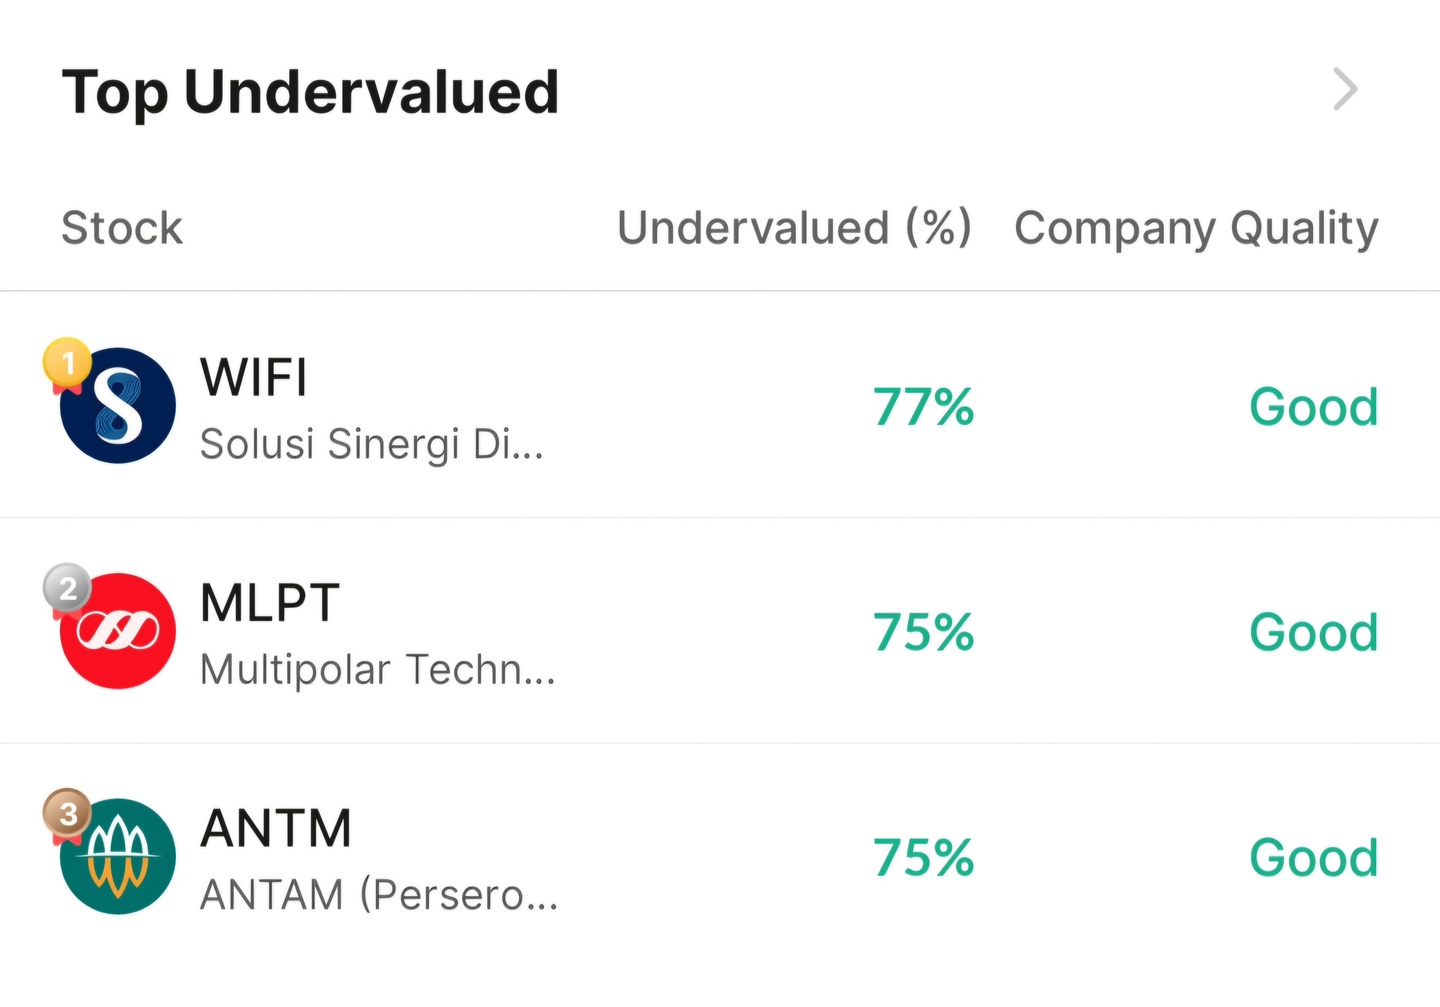 Top Undervalued
Stock Undervalued (%) Company Quality
1
WIFI
Solusi Sinergi Di...
77% Good
2
MLPT
Multipolar Techn...
75% Good
3
ANTM
ANTAM (Persero...
75% Good